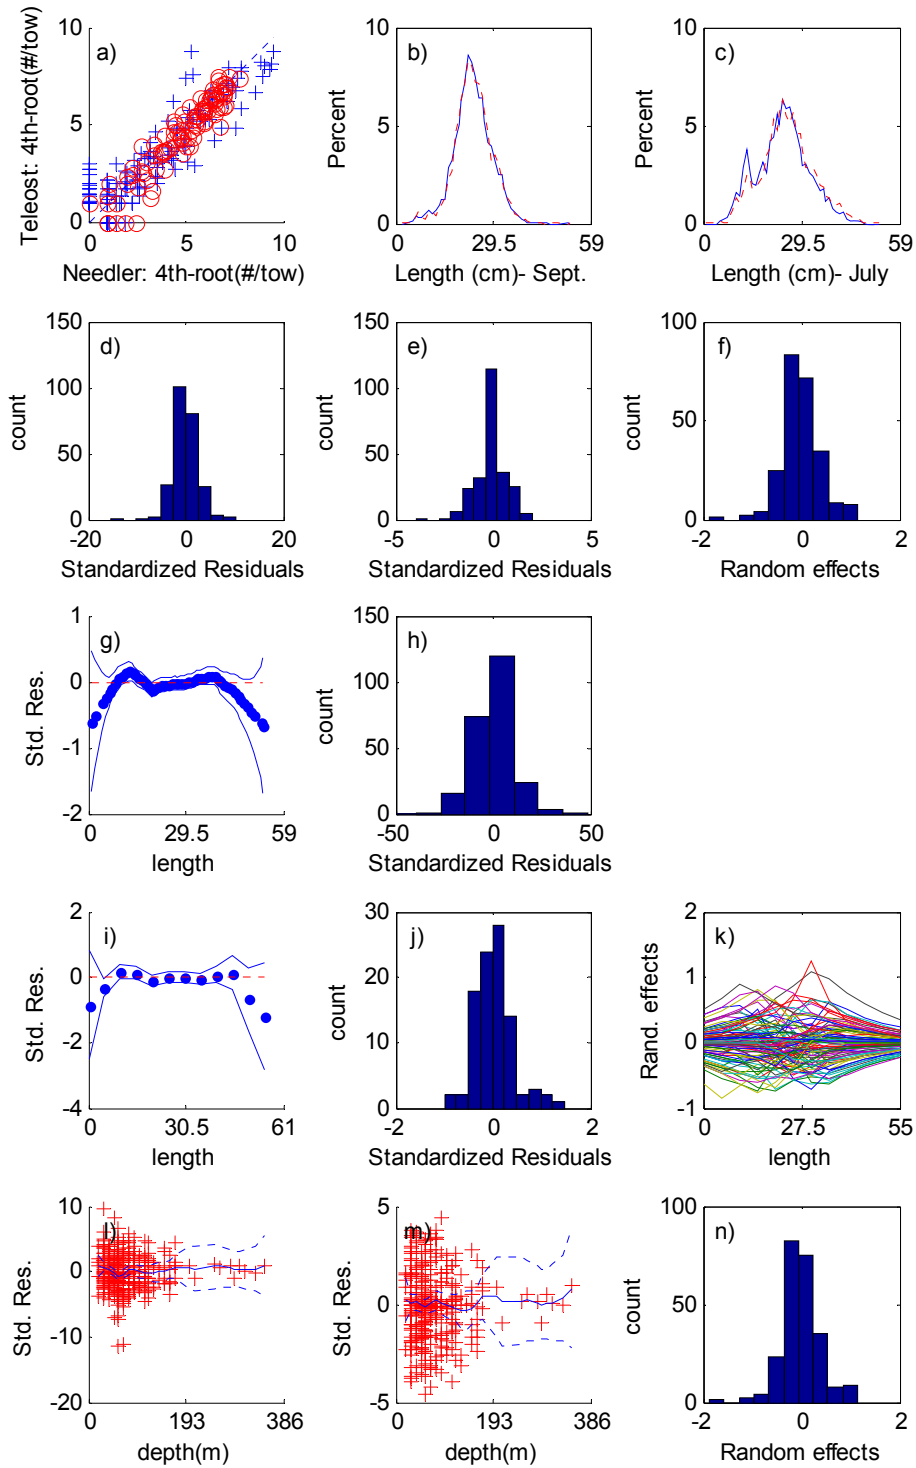 a)
Teleost: 4th-root(#/tow)
10
5
0
0 5 10
Needler: 4th-root(#/tow)
b)
Percent
10
5
0
0 29.5 59
Length (cm)- Sept.
c)
Percent
10
5
0
0 29.5 59
Length (cm)- July
d)
count
150
100
50
0
-20 0 20
Standardized Residuals
e)
count
150
100
50
0
-5 0 5
Standardized Residuals
f)
count
100
50
0
-2 0 2
Random effects
g)
Std. Res.
1
0
-1
-2
0 29.5 59
length
h)
count
150
100
50
0
-50 0 50
Standardized Residuals
i)
Std. Res.
2
0
-2
-4
0 30.5 61
length
j)
count
30
20
10
0
-2 0 2
Standardized Residuals
k)
Rand. effects
2
1
0
-1
0 27.5 55
length
l)
Std. Res.
10
0
-10
-20
0 193 386
depth(m)
m)
Std. Res.
5
0
-5
0 193 386
depth(m)
n)
count
100
50
0
-2 0 2
Random effects